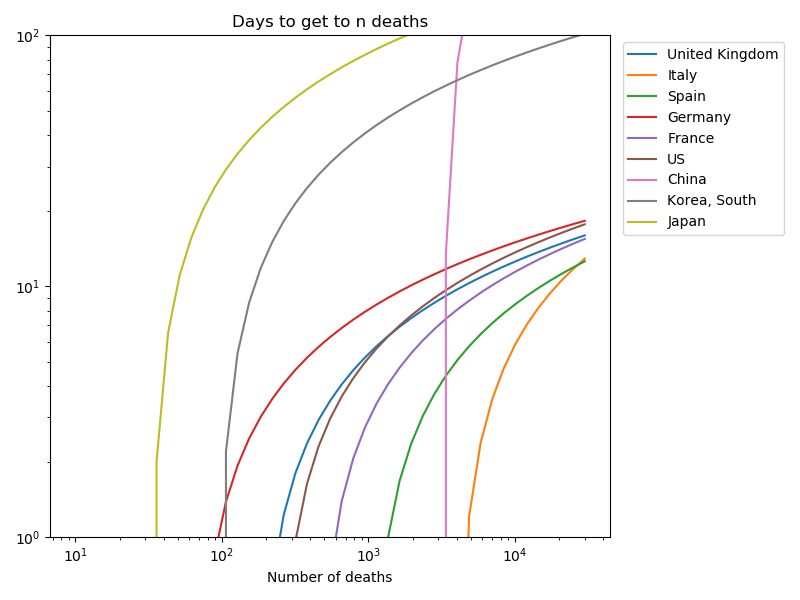 Days to get to n deaths
10²
10¹
10⁰
10¹
10²
10³
10⁴
Number of deaths
United Kingdom
Italy
Spain
Germany
France
US
China
Korea, South
Japan